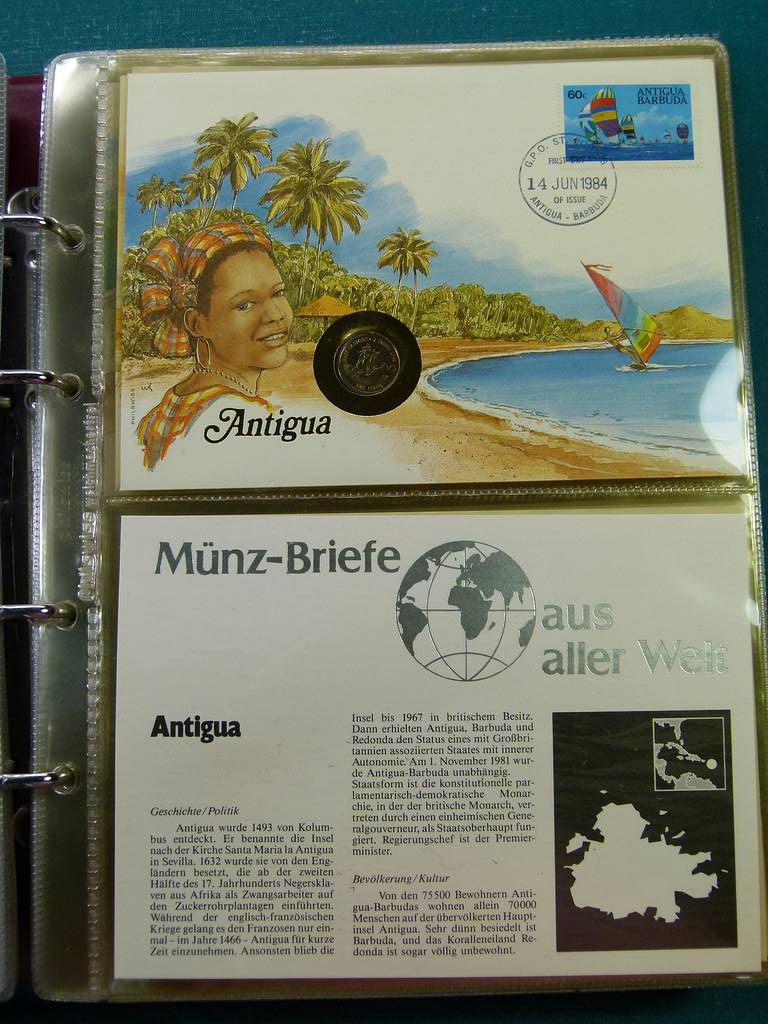 60c
ANTIGUA
BARBUDA
G.P.O. ST.
FIRST DAY
14 JUN 1984
OF ISSUE
ANTIGUA - BARBUDA
PHILSWISS
Antigua
Münz-Briefe
aus
aller Welt
Antigua
Geschichte/Politik
Antigua wurde 1493 von Kolum-
bus entdeckt. Er benannte die Insel
nach der Kirche Santa Maria la Antigua
in Sevilla. 1632 wurde sie von den Eng-
ländern besetzt, die ab der zweiten
Hälfte des 17. Jahrhunderts Negerskla-
ven aus Afrika als Zwangsarbeiter auf
den Zuckerrohrplantagen einführten.
Während der englisch-französischen
Kriege gelang es den Franzosen nur ein-
mal – im Jahre 1466 – Antigua für kurze
Zeit einzunehmen. Ansonsten blieb die
Insel bis 1967 in britischem Besitz.
Dann erhielten Antigua, Barbuda und
Redonda den Status eines mit Großbri-
tannien assoziierten Staates mit innerer
Autonomie. Am 1. November 1981 wur-
de Antigua-Barbuda unabhängig.
Staatsform ist die konstitutionelle par-
lamentarisch-demokratische Monar-
chie, in der der britische Monarch, ver-
treten durch einen einheimischen Gene-
ralgouverneur, als Staatsoberhaupt fun-
giert. Regierungschef ist der Premier-
minister.
Bevölkerung/Kultur
Von den 75500 Bewohnern Anti-
gua-Barbudas wohnen allein 70000
Menschen auf der übervölkerten Haupt-
insel Antigua. Sehr dünn besiedelt ist
Barbuda, und das Koralleneiland Re-
donda ist sogar völlig unbewohnt.